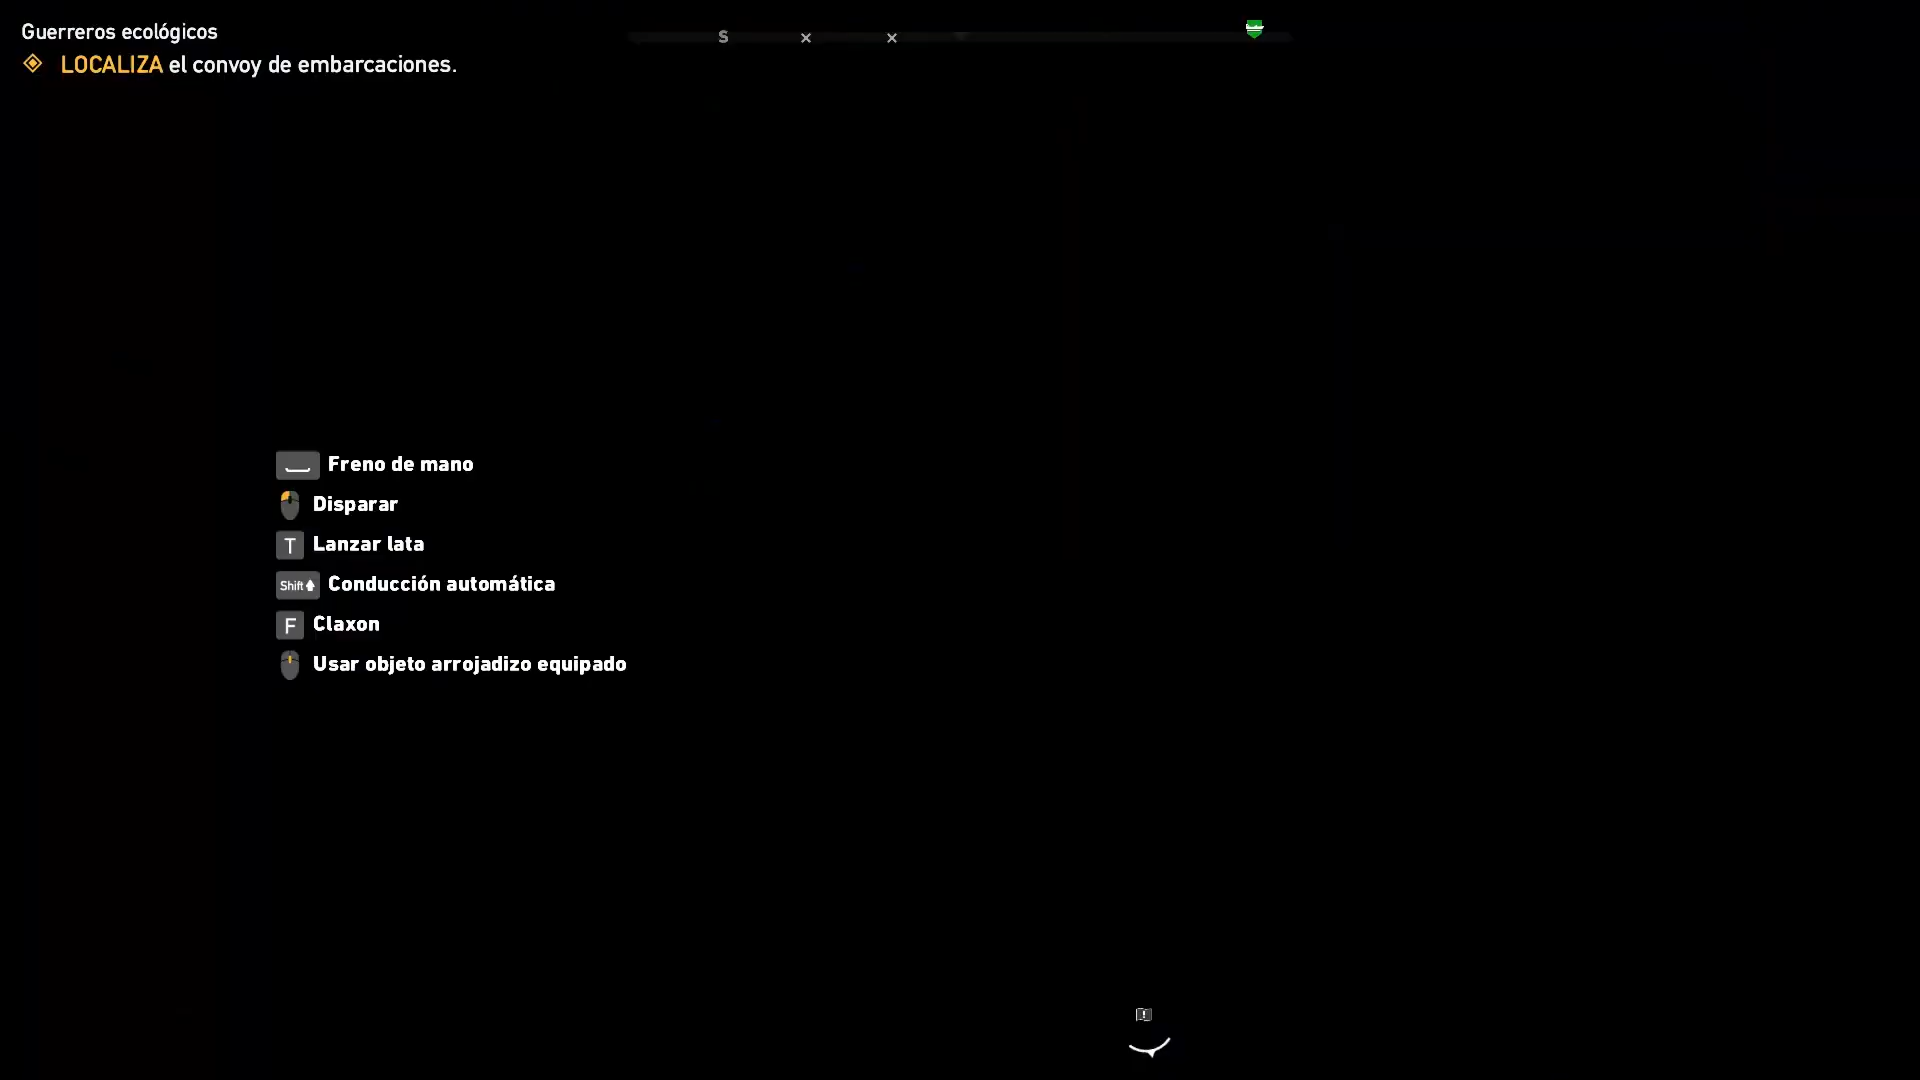 Guerreros ecológicos
LOCALIZA el convoy de embarcaciones.
S
Freno de mano
Disparar
T Lanzar lata
Shift Conducción automática
F Claxon
Usar objeto arrojadizo equipado